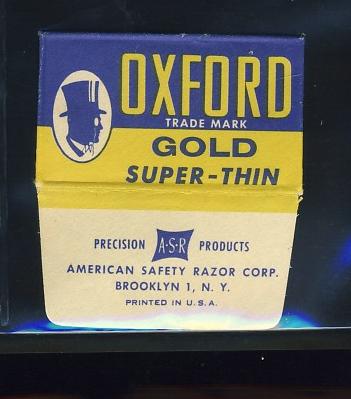 OXFORD
TRADE MARK
GOLD
SUPER-THIN
PRECISION A·S·R PRODUCTS
AMERICAN SAFETY RAZOR CORP.
BROOKLYN 1, N. Y.
PRINTED IN U.S.A.